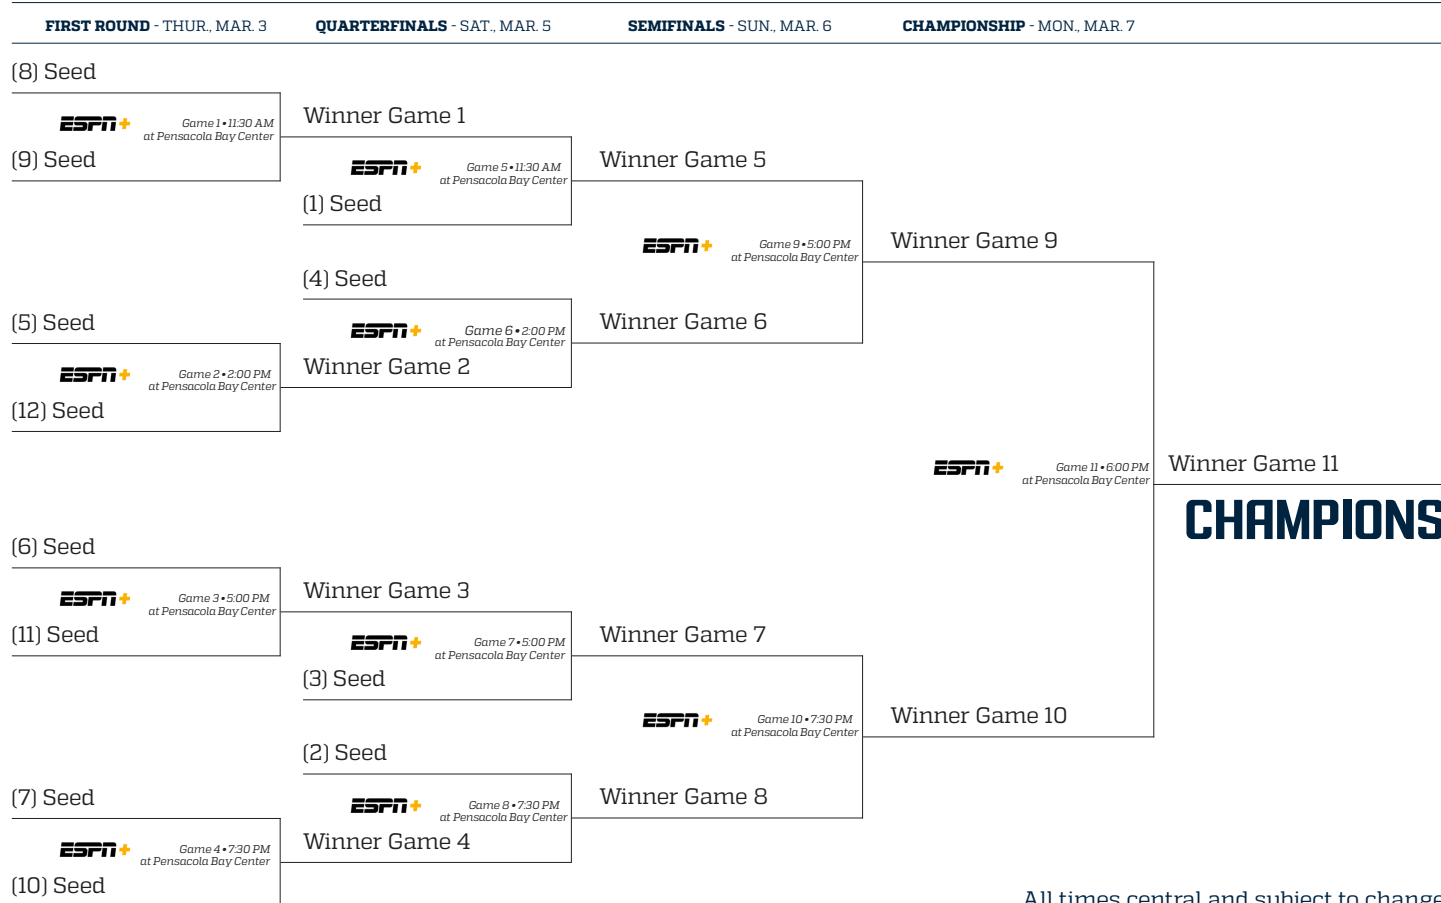 FIRST ROUND - THUR., MAR. 3
QUARTERFINALS - SAT., MAR. 5
SEMIFINALS - SUN., MAR. 6
CHAMPIONSHIP - MON., MAR. 7
(8) Seed
ESPN+
Game 1 • 11:30 AM
at Pensacola Bay Center
(9) Seed
(5) Seed
ESPN+
Game 2 • 2:00 PM
at Pensacola Bay Center
(12) Seed
(6) Seed
ESPN+
Game 3 • 5:00 PM
at Pensacola Bay Center
(11) Seed
(7) Seed
ESPN+
Game 4 • 7:30 PM
at Pensacola Bay Center
(10) Seed
Winner Game 1
ESPN+
Game 5 • 11:30 AM
at Pensacola Bay Center
(1) Seed
(4) Seed
ESPN+
Game 6 • 2:00 PM
at Pensacola Bay Center
Winner Game 2
Winner Game 3
ESPN+
Game 7 • 5:00 PM
at Pensacola Bay Center
(3) Seed
(2) Seed
ESPN+
Game 8 • 7:30 PM
at Pensacola Bay Center
Winner Game 4
Winner Game 5
ESPN+
Game 9 • 5:00 PM
at Pensacola Bay Center
Winner Game 6
Winner Game 7
ESPN+
Game 10 • 7:30 PM
at Pensacola Bay Center
Winner Game 8
Winner Game 9
ESPN+
Game 11 • 6:00 PM
at Pensacola Bay Center
Winner Game 10
Winner Game 11
CHAMPIONS
All times central and subject to change